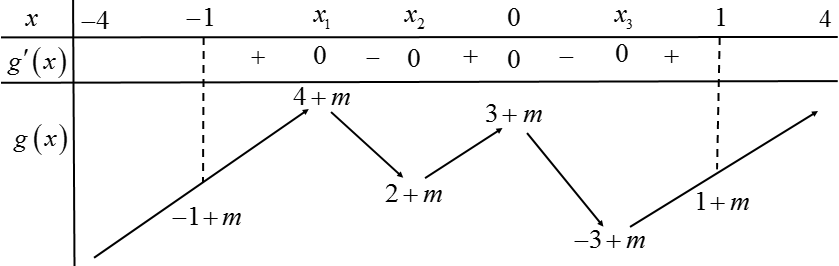 x –4 –1 x₁ x₂ 0 x₃ 1 4
g′(x) + 0 – 0 + 0 – 0 +
4+m
3+m
g(x)
2+m
–1+m 1+m
–3+m